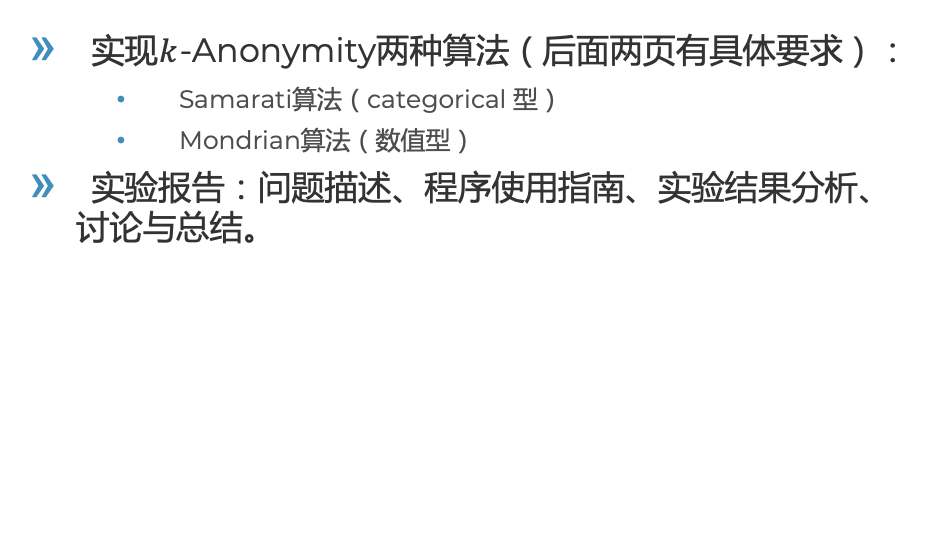 » 实现k-Anonymity两种算法（后面两页有具体要求）：
• Samarati算法（categorical 型）
• Mondrian算法（数值型）
» 实验报告：问题描述、程序使用指南、实验结果分析、
讨论与总结。